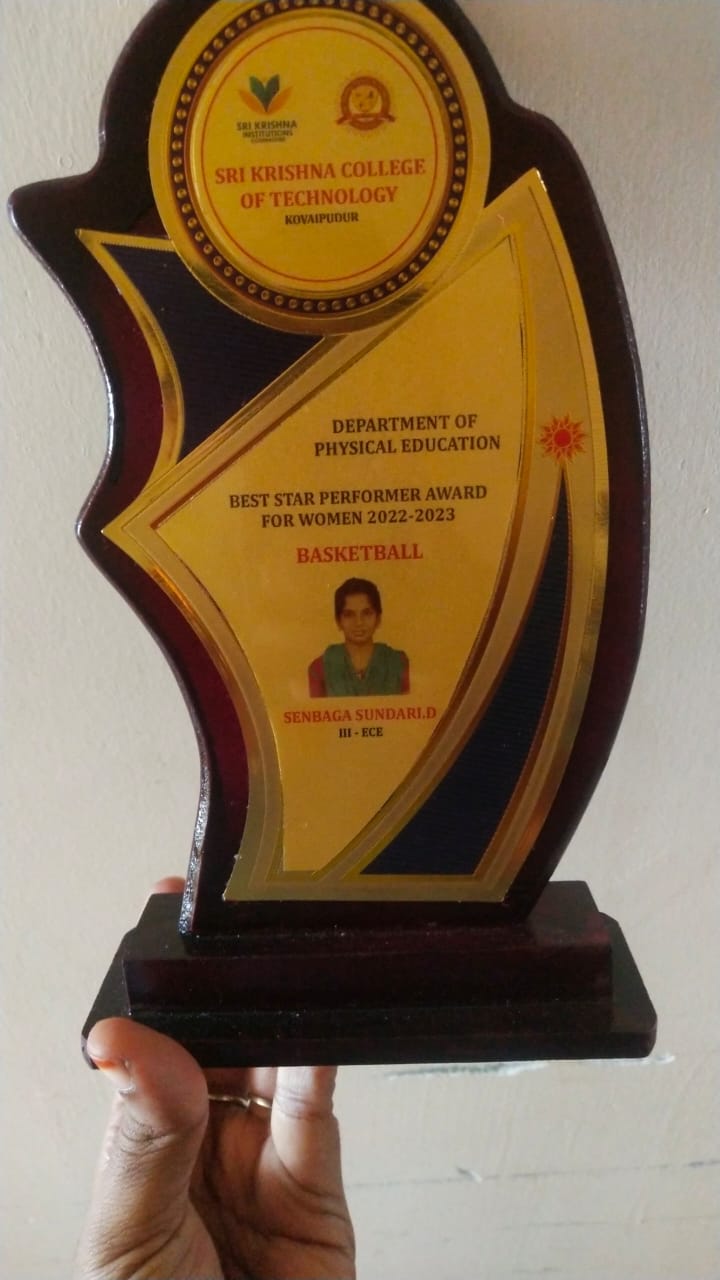 SRI KRISHNA
INSTITUTIONS
COIMBATORE
SRI KRISHNA COLLEGE
OF TECHNOLOGY
KOVAIPUDUR
DEPARTMENT OF
PHYSICAL EDUCATION
BEST STAR PERFORMER AWARD
FOR WOMEN 2022-2023
BASKETBALL
SENBAGA SUNDARI.D
III - ECE